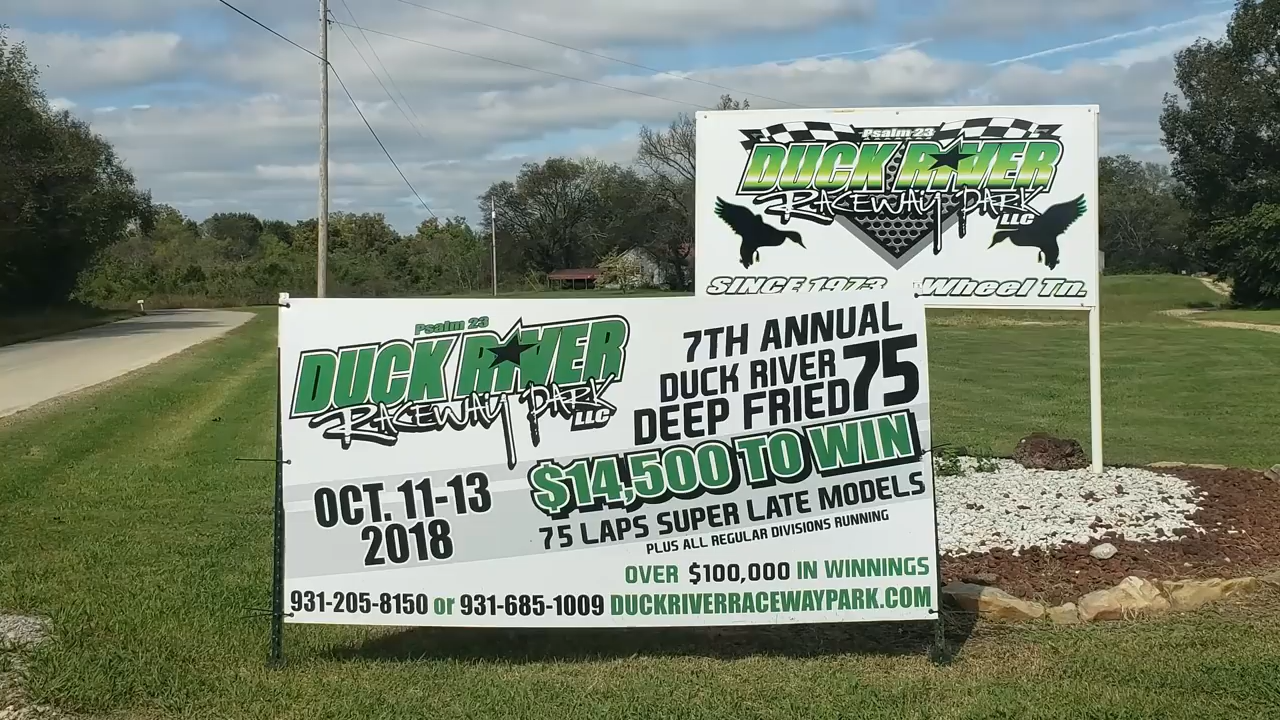 Psalm 23
DUCK RIVER
RACEWAY PARK
LLC
SINCE 1973 Wheel Tn.
Psalm 23
DUCK RIVER
RACEWAY PARK
LLC
OCT. 11-13
2018
7TH ANNUAL
DUCK RIVER
DEEP FRIED 75
$14,500 TO WIN
75 LAPS SUPER LATE MODELS
PLUS ALL REGULAR DIVISIONS RUNNING
OVER $100,000 IN WINNINGS
931-205-8150 or 931-685-1009 DUCKRIVERRACEWAYPARK.COM